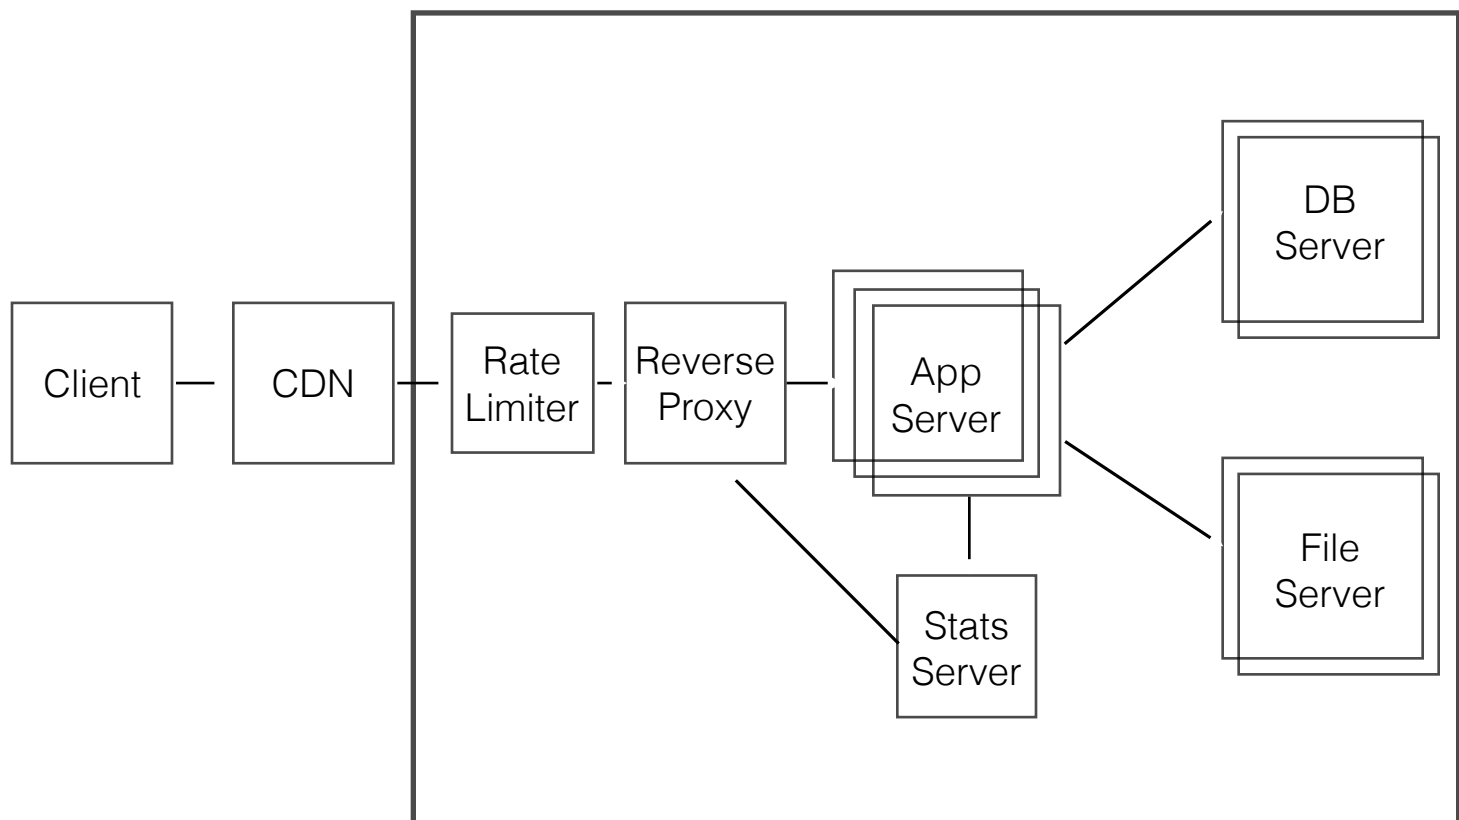 Client
CDN
Rate
Limiter
Reverse
Proxy
App
Server
DB
Server
File
Server
Stats
Server